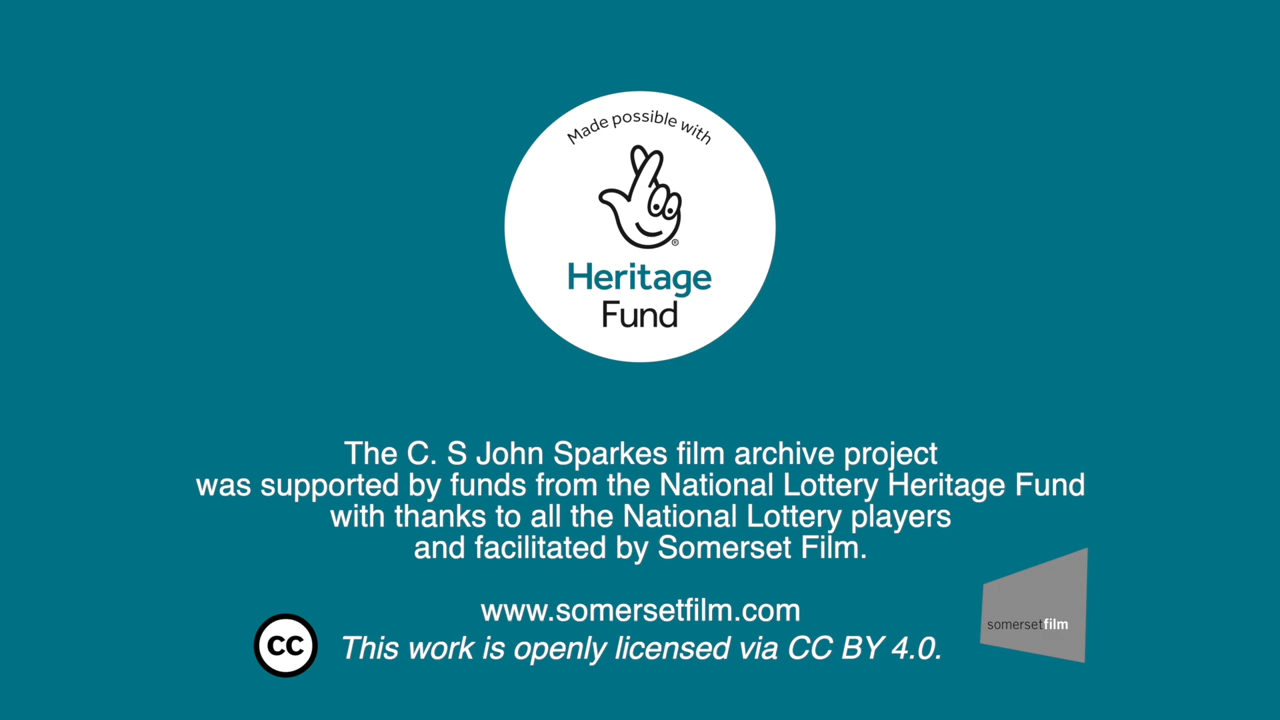 Made possible with
®
Heritage
Fund
The C. S John Sparkes film archive project
was supported by funds from the National Lottery Heritage Fund
with thanks to all the National Lottery players
and facilitated by Somerset Film.
www.somersetfilm.com
somersetfilm
cc
This work is openly licensed via CC BY 4.0.